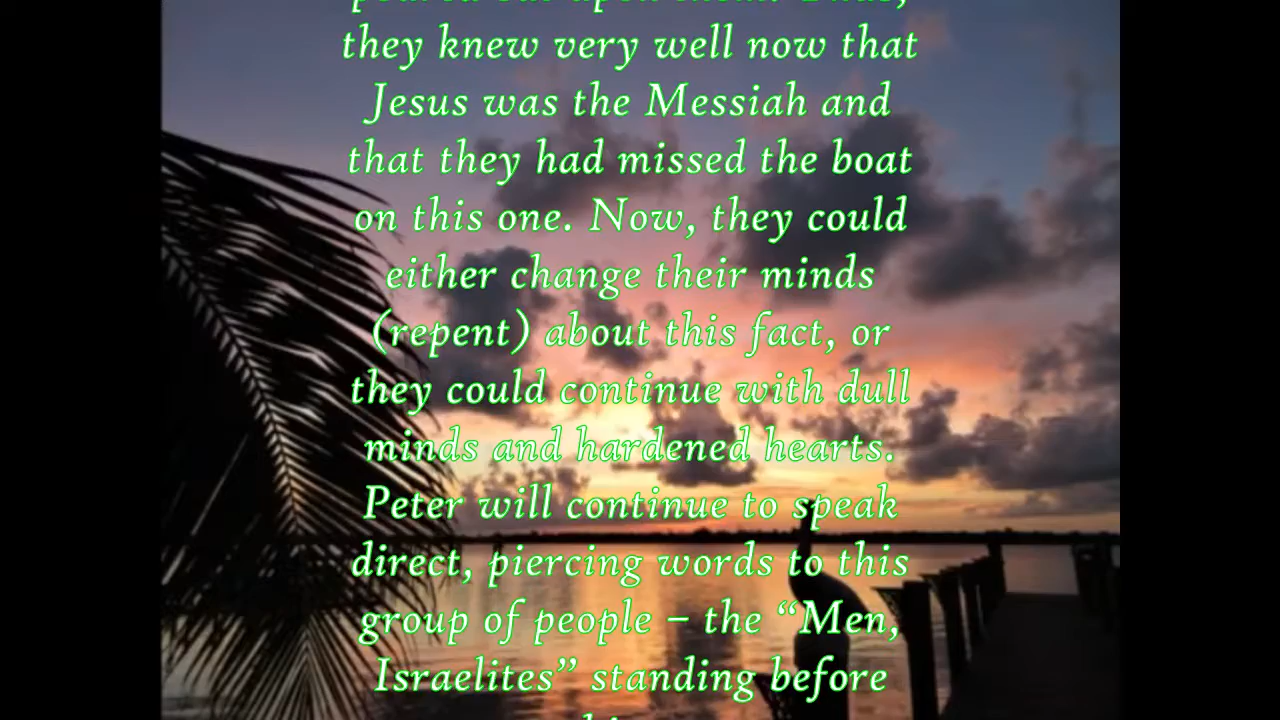 they knew very well now that
Jesus was the Messiah and
that they had missed the boat
on this one. Now, they could
either change their minds
(repent) about this fact, or
they could continue with dull
minds and hardened hearts.
Peter will continue to speak
direct, piercing words to this
group of people – the “Men,
Israelites” standing before